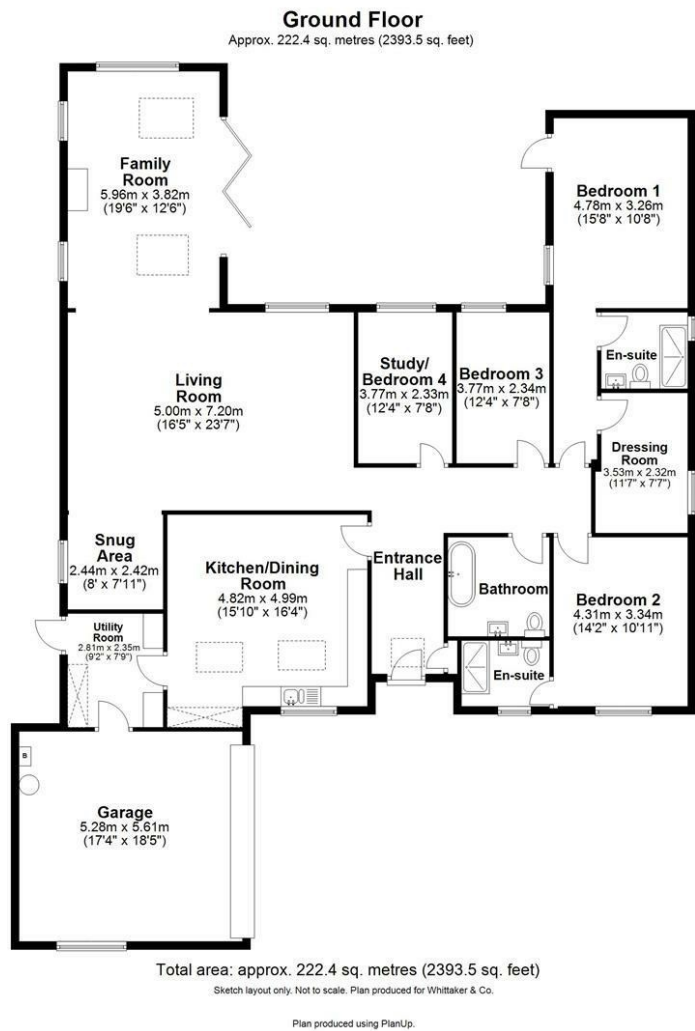 Ground Floor
Approx. 222.4 sq. metres (2393.5 sq. feet)
Family
Room
5.96m x 3.82m
(19'6" x 12'6")
Bedroom 1
4.78m x 3.26m
(15'8" x 10'8")
En-suite
Living
Room
5.00m x 7.20m
(16'5" x 23'7")
Study/
Bedroom 4
3.77m x 2.33m
(12'4" x 7'8")
Bedroom 3
3.77m x 2.34m
(12'4" x 7'8")
Dressing
Room
3.53m x 2.32m
(11'7" x 7'7")
Snug
Area
2.44m x 2.42m
(8' x 7'11")
Kitchen/Dining
Room
4.82m x 4.99m
(15'10" x 16'4")
Entrance
Hall
Bathroom
Bedroom 2
4.31m x 3.34m
(14'2" x 10'11")
Utility
Room
2.81m x 2.35m
(9'2" x 7'9")
En-suite
B
Garage
5.28m x 5.61m
(17'4" x 18'5")
Total area: approx. 222.4 sq. metres (2393.5 sq. feet)
Sketch layout only. Not to scale. Plan produced for Whittaker & Co.
Plan produced using PlanUp.